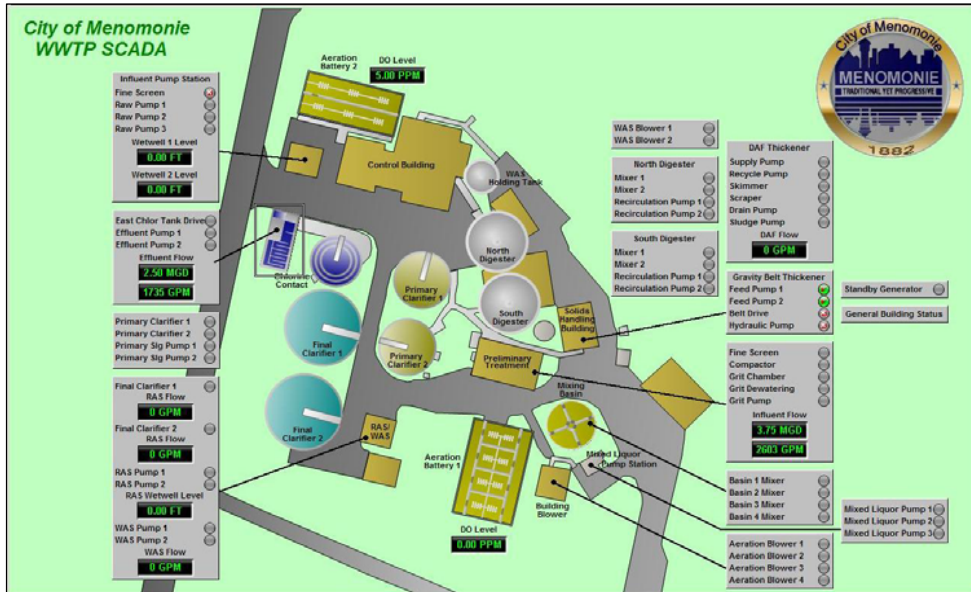 City of Menomonie
WWTP SCADA
Influent Pump Station
Fine Screen
Raw Pump 1
Raw Pump 2
Raw Pump 3
Wetwell 1 Level
0.00 FT
Wetwell 2 Level
0.00 FT
East Chlor Tank Drive
Effluent Pump 1
Effluent Pump 2
Effluent Flow
2.50 MGD
1735 GPM
Primary Clarifier 1
Primary Clarifier 2
Primary Slg Pump 1
Primary Slg Pump 2
Final Clarifier 1
RAS Flow
0 GPM
Final Clarifier 2
RAS Flow
0 GPM
RAS Pump 1
RAS Pump 2
RAS Wetwell Level
0.00 FT
WAS Pump 1
WAS Pump 2
WAS Flow
0 GPM
Aeration
Battery 2
DO Level
5.00 PPM
Control Building
WAS
Holding Tank
North
Digester
South
Digester
Chlorine
Contact
Primary
Clarifier 1
Primary
Clarifier 2
Final
Clarifier 1
Final
Clarifier 2
Solids
Handling
Building
Preliminary
Treatment
Mixing
Basin
RAS/
WAS
Aeration
Battery 1
DO Level
0.00 PPM
Mixed Liquor
Pump Station
Building
Blower
WAS Blower 1
WAS Blower 2
North Digester
Mixer 1
Mixer 2
Recirculation Pump 1
Recirculation Pump 2
South Digester
Mixer 1
Mixer 2
Recirculation Pump 1
Recirculation Pump 2
City of Menomonie
MENOMONIE
TRADITIONAL YET PROGRESSIVE
1882
DAF Thickener
Supply Pump
Recycle Pump
Skimmer
Scraper
Drain Pump
Sludge Pump
DAF Flow
0 GPM
Gravity Belt Thickener
Feed Pump 1
Feed Pump 2
Belt Drive
Hydraulic Pump
Standby Generator
General Building Status
Fine Screen
Compactor
Grit Chamber
Grit Dewatering
Grit Pump
Influent Flow
3.75 MGD
2603 GPM
Basin 1 Mixer
Basin 2 Mixer
Basin 3 Mixer
Basin 4 Mixer
Mixed Liquor Pump 1
Mixed Liquor Pump 2
Mixed Liquor Pump 3
Aeration Blower 1
Aeration Blower 2
Aeration Blower 3
Aeration Blower 4